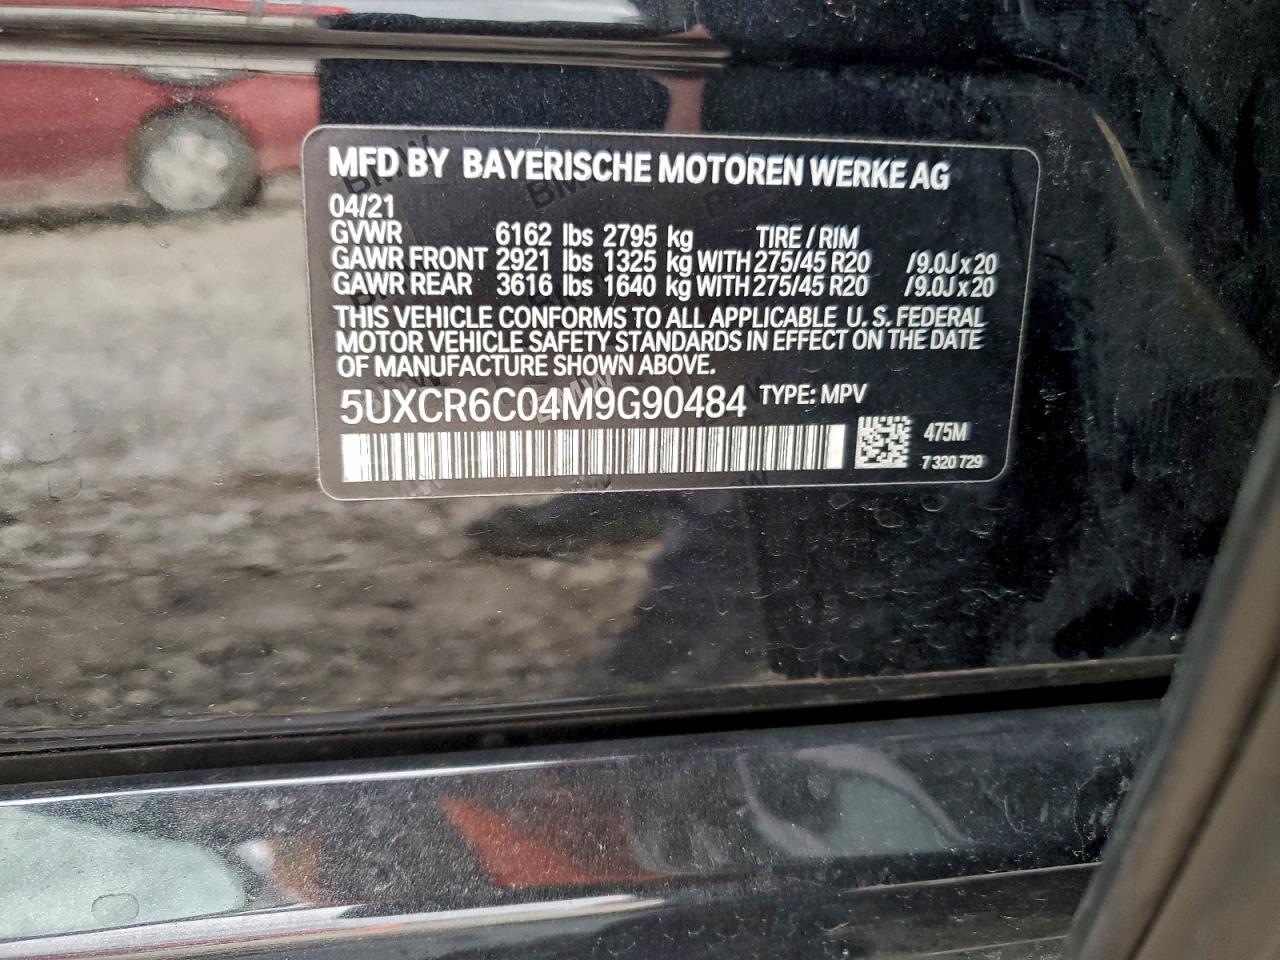 MFD BY BAYERISCHE MOTOREN WERKE AG
04/21
GVWR 6162 lbs 2795 kg TIRE / RIM
GAWR FRONT 2921 lbs 1325 kg WITH 275/45 R20 /9.0J x 20
GAWR REAR 3616 lbs 1640 kg WITH 275/45 R20 /9.0J x 20
THIS VEHICLE CONFORMS TO ALL APPLICABLE U.S. FEDERAL
MOTOR VEHICLE SAFETY STANDARDS IN EFFECT ON THE DATE
OF MANUFACTURE SHOWN ABOVE.
5UXCR6C04M9G90484 TYPE: MPV
475M
7 320 729